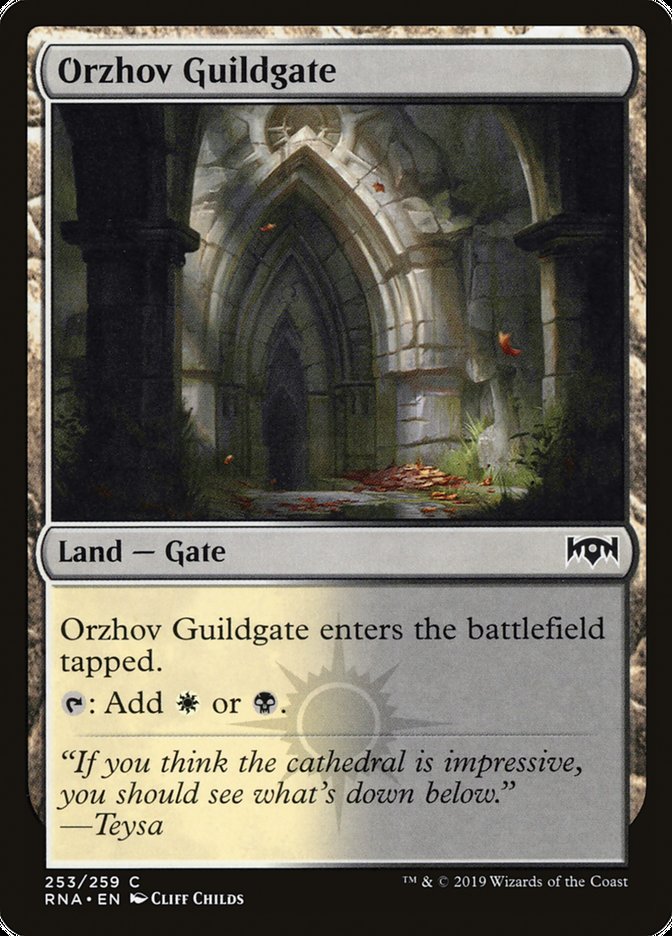 Orzhov Guildgate
Land — Gate
Orzhov Guildgate enters the battlefield
tapped.
: Add or .
“If you think the cathedral is impressive,
you should see what’s down below.”
—Teysa
253/259 C
RNA • EN Cliff Childs
™ & © 2019 Wizards of the Coast